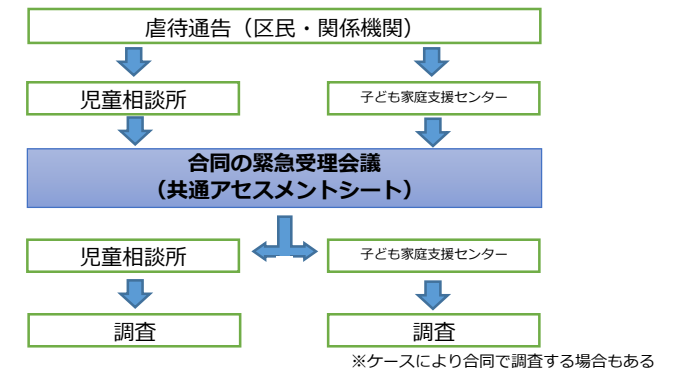 虐待通告（区民・関係機関）
児童相談所
子ども家庭支援センター
合同の緊急受理会議
（共通アセスメントシート）
児童相談所
子ども家庭支援センター
調査
調査
※ケースにより合同で調査する場合もある